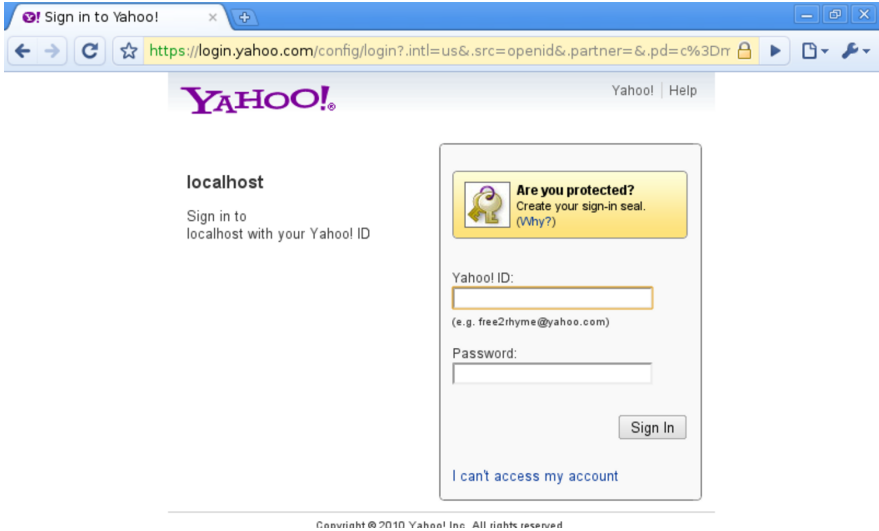 Sign in to Yahoo!
https://login.yahoo.com/config/login?.intl=us&.src=openid&.partner=&.pd=c%3Dm
YAHOO!®
Yahoo! | Help
localhost
Sign in to
localhost with your Yahoo! ID
Are you protected?
Create your sign-in seal.
(Why?)
Yahoo! ID:
(e.g. free2rhyme@yahoo.com)
Password:
Sign In
I can't access my account
Copyright © 2010 Yahoo! Inc. All rights reserved.